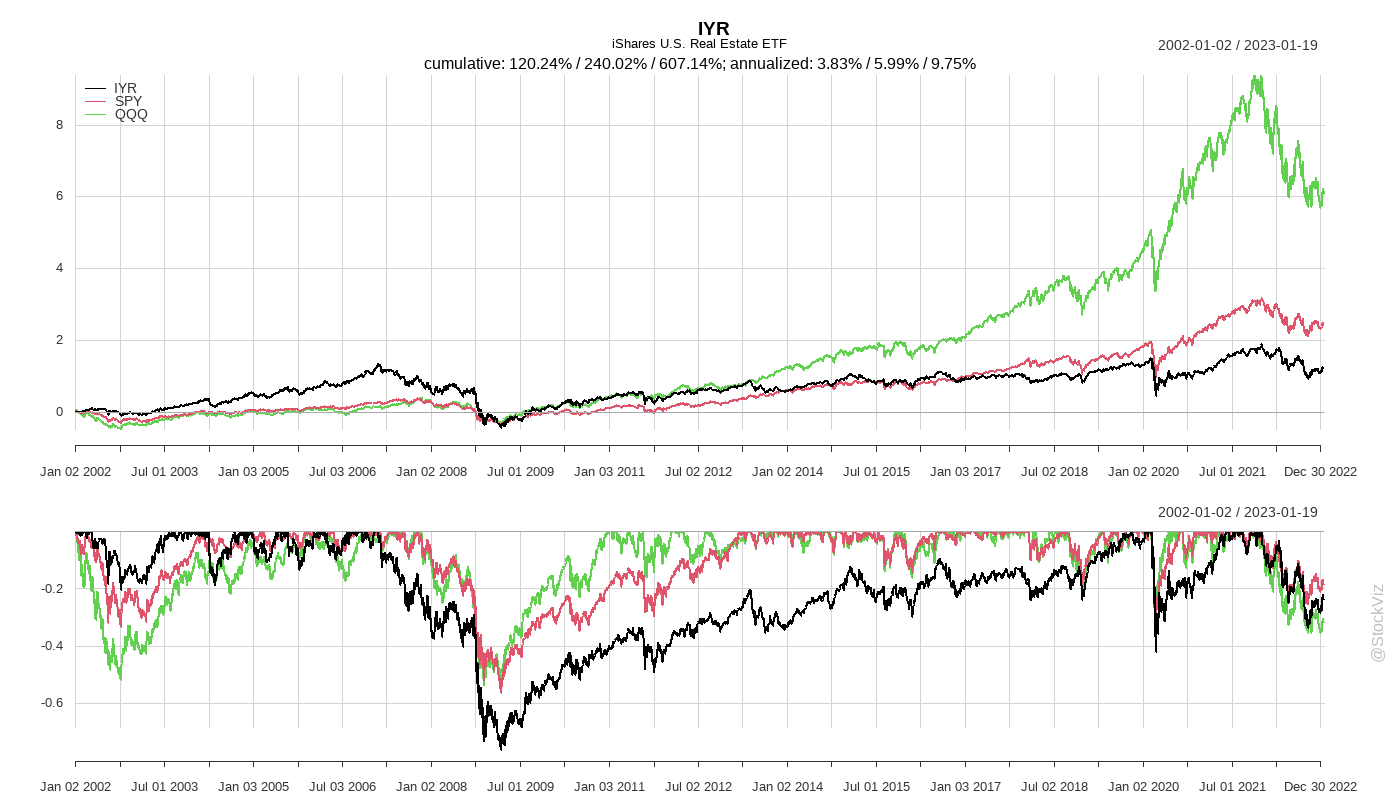 IYR
iShares U.S. Real Estate ETF
2002-01-02 / 2023-01-19
cumulative: 120.24% / 240.02% / 607.14%; annualized: 3.83% / 5.99% / 9.75%
IYR
SPY
QQQ
8
6
4
2
0
Jan 02 2002 Jul 01 2003 Jan 03 2005 Jul 03 2006 Jan 02 2008 Jul 01 2009 Jan 03 2011 Jul 02 2012 Jan 02 2014 Jul 01 2015 Jan 03 2017 Jul 02 2018 Jan 02 2020 Jul 01 2021 Dec 30 2022
2002-01-02 / 2023-01-19
-0.2
-0.4
-0.6
Jan 02 2002 Jul 01 2003 Jan 03 2005 Jul 03 2006 Jan 02 2008 Jul 01 2009 Jan 03 2011 Jul 02 2012 Jan 02 2014 Jul 01 2015 Jan 03 2017 Jul 02 2018 Jan 02 2020 Jul 01 2021 Dec 30 2022
@StockViz